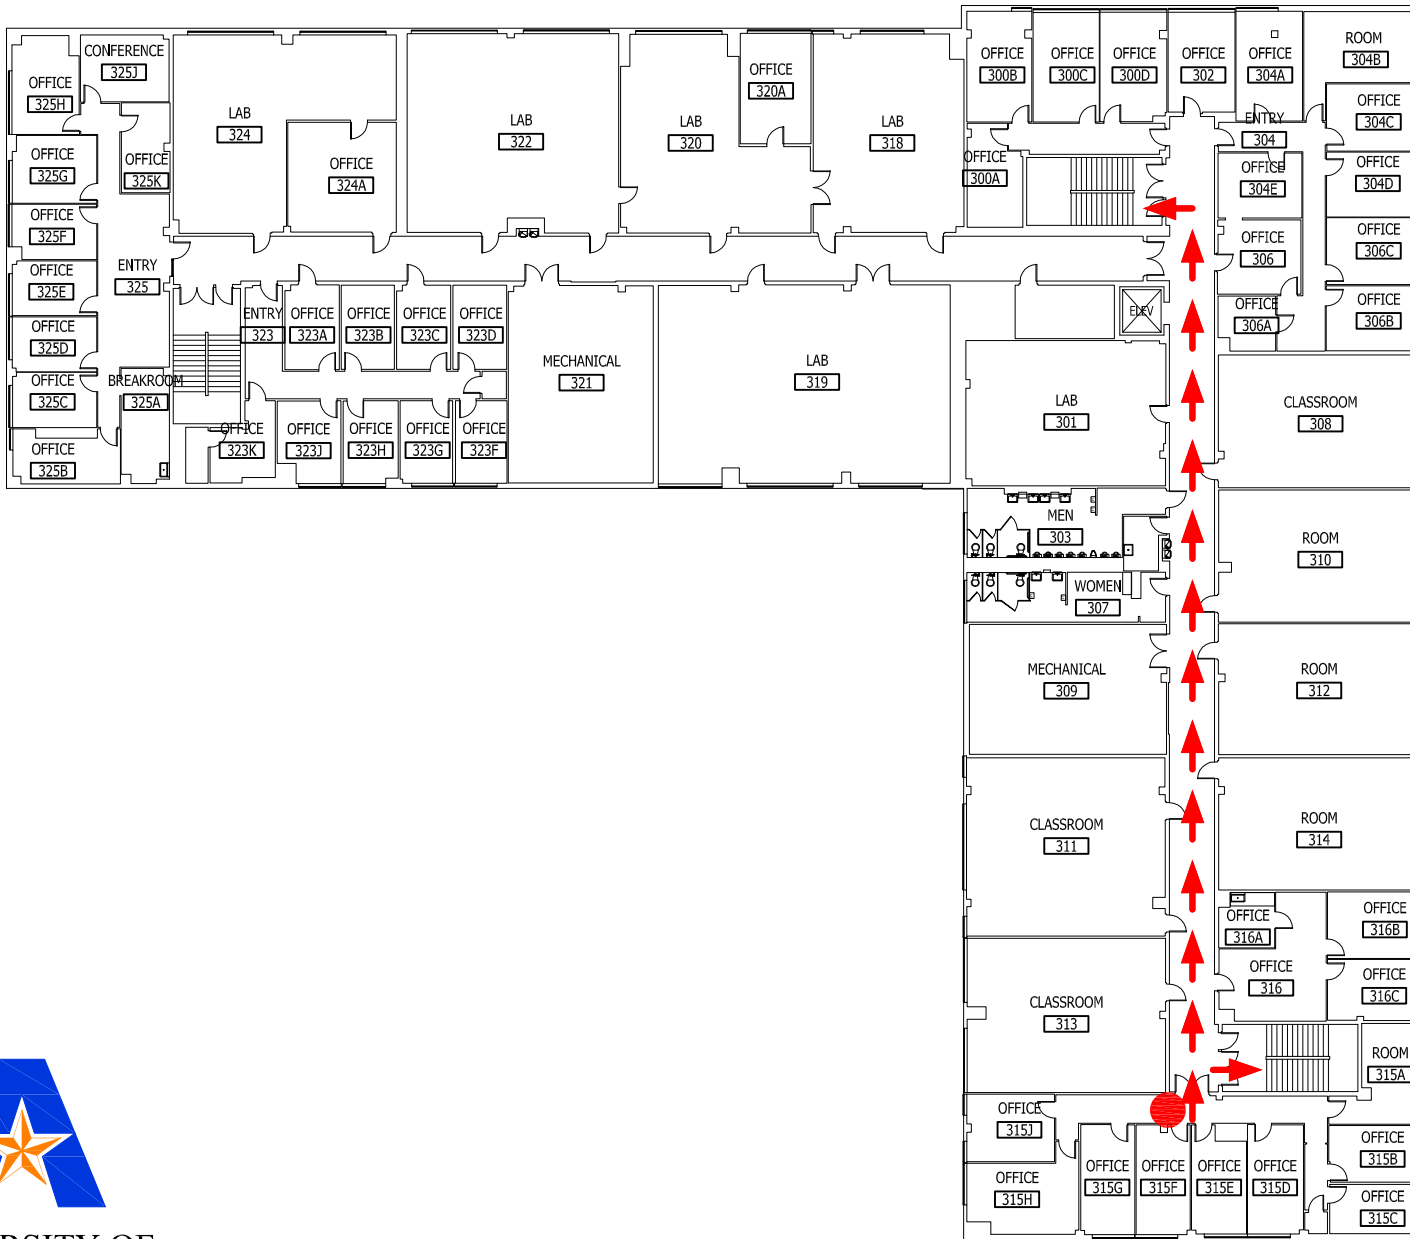 OFFICE
300B
OFFICE
300C
OFFICE
300D
OFFICE
302
OFFICE
304A
ROOM
304B
CONFERENCE
325J
OFFICE
325H
LAB
324
LAB
322
LAB
320
OFFICE
320A
LAB
318
OFFICE
304C
ENTRY
304
OFFICE
325G
OFFICE
325K
OFFICE
324A
OFFICE
300A
OFFICE
304E
OFFICE
304D
OFFICE
325F
OFFICE
306
OFFICE
306C
ENTRY
325
OFFICE
325E
OFFICE
325D
ENTRY
323
OFFICE
323A
OFFICE
323B
OFFICE
323C
OFFICE
323D
ELEV
OFFICE
306A
OFFICE
306B
MECHANICAL
321
LAB
319
LAB
301
CLASSROOM
308
OFFICE
325C
BREAKROOM
325A
OFFICE
325B
OFFICE
323K
OFFICE
323J
OFFICE
323H
OFFICE
323G
OFFICE
323F
MEN
303
ROOM
310
WOMEN
307
MECHANICAL
309
ROOM
312
CLASSROOM
311
ROOM
314
OFFICE
316A
OFFICE
316B
OFFICE
316
OFFICE
316C
CLASSROOM
313
ROOM
315A
OFFICE
315J
OFFICE
315H
OFFICE
315G
OFFICE
315F
OFFICE
315E
OFFICE
315D
OFFICE
315B
OFFICE
315C
RSITY OF